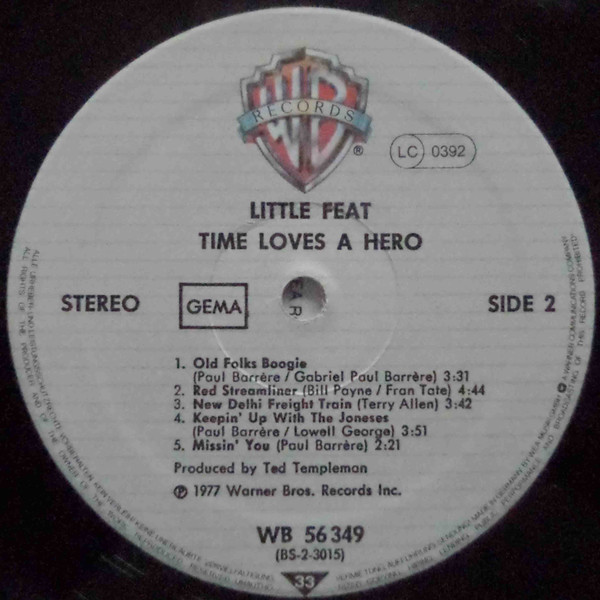 WB
RECORDS
®
LC 0392
LITTLE FEAT
TIME LOVES A HERO
STEREO
GEMA
SIDE 2
1. Old Folks Boogie
(Paul Barrère / Gabriel Paul Barrère) 3:31
2. Red Streamliner (Bill Payne / Fran Tate) 4:44
3. New Delhi Freight Train (Terry Allen) 3:42
4. Keepin' Up With The Joneses
(Paul Barrère / Lowell George) 3:51
5. Missin' You (Paul Barrère) 2:21
Produced by Ted Templeman
℗ 1977 Warner Bros. Records Inc.
WB 56 349
(BS-2-3015)
33